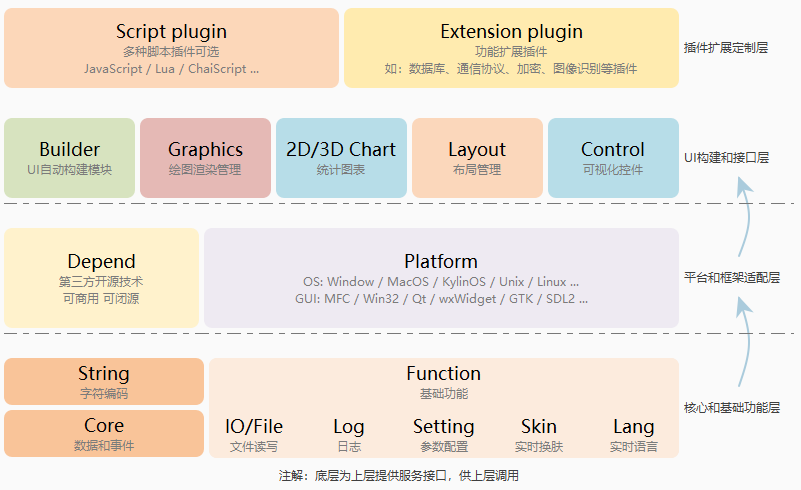 Script plugin
多种脚本插件可选
JavaScript / Lua / ChaiScript ...
Extension plugin
功能扩展插件
如：数据库、通信协议、加密、图像识别等插件
插件扩展定制层
Builder
UI自动构建模块
Graphics
绘图渲染管理
2D/3D Chart
统计图表
Layout
布局管理
Control
可视化控件
UI构建和接口层
Depend
第三方开源技术
可商用 可闭源
Platform
OS: Window / MacOS / KylinOS / Unix / Linux ...
GUI: MFC / Win32 / Qt / wxWidget / GTK / SDL2 ...
平台和框架适配层
String
字符编码
Core
数据和事件
Function
基础功能
IO/File
文件读写
Log
日志
Setting
参数配置
Skin
实时换肤
Lang
实时语言
核心和基础功能层
注解：底层为上层提供服务接口，供上层调用